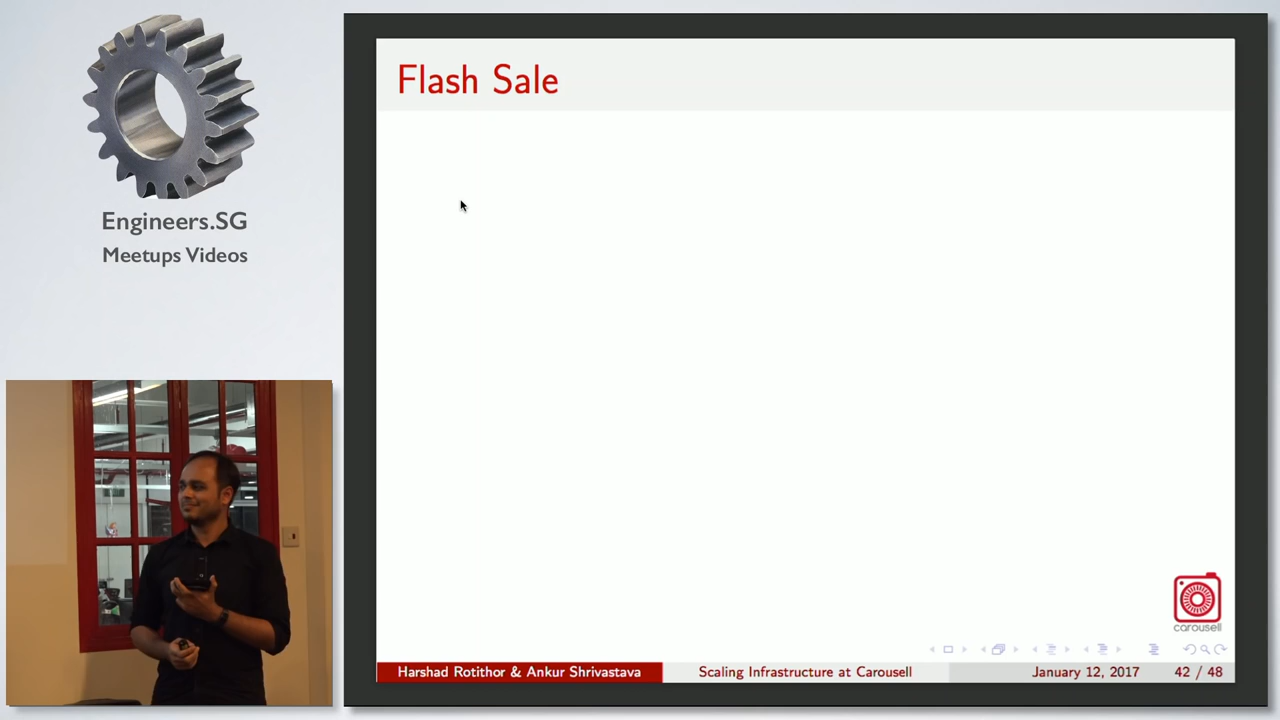 Engineers.SG
Meetups Videos
Flash Sale
carousell
Harshad Rotithor & Ankur Shrivastava
Scaling Infrastructure at Carousell
January 12, 2017
42 / 48